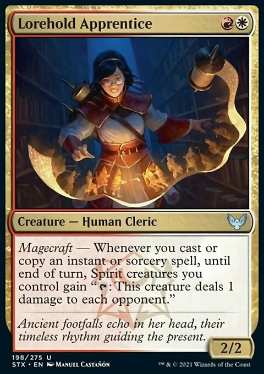 Lorehold Apprentice
Creature — Human Cleric
Magecraft — Whenever you cast or
copy an instant or sorcery spell, until
end of turn, Spirit creatures you
control gain “: This creature deals 1
damage to each opponent.”
Ancient footfalls echo in her head, their
timeless rhythm guiding the present.
2/2
198/275 U
STX • EN MANUEL CASTAÑÓN
™ & © 2021 Wizards of the Coast